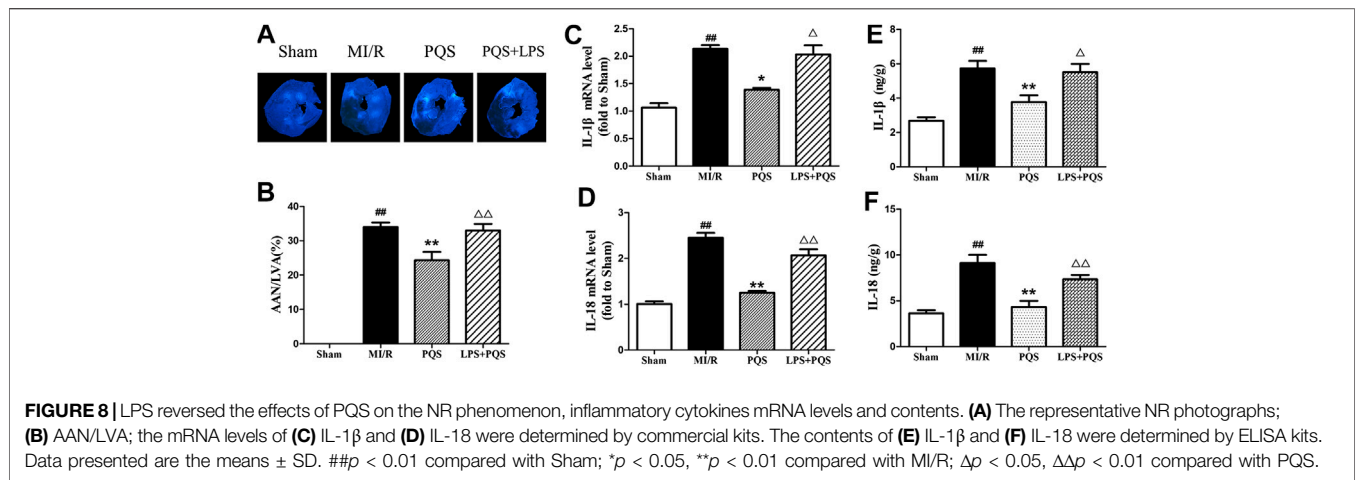 A
Sham MI/R PQS PQS+LPS
B
AAN/LVA(%)
40
30
20
10
0
##
**
△△
Sham MI/R PQS LPS+PQS
C
IL-1β mRNA level
(fold to Sham)
2.5
2.0
1.5
1.0
0.5
0.0
##
*
△
Sham MI/R PQS LPS+PQS
D
IL-18 mRNA level
(fold to Sham)
3
2
1
0
##
**
△△
Sham MI/R PQS LPS+PQS
E
IL-1β (ng/g)
8
6
4
2
0
##
**
△
Sham MI/R PQS LPS+PQS
F
IL-18 (ng/g)
15
10
5
0
##
**
△△
Sham MI/R PQS LPS+PQS
FIGURE 8 | LPS reversed the effects of PQS on the NR phenomenon, inflammatory cytokines mRNA levels and contents. (A) The representative NR photographs;
(B) AAN/LVA; the mRNA levels of (C) IL-1β and (D) IL-18 were determined by commercial kits. The contents of (E) IL-1β and (F) IL-18 were determined by ELISA kits.
Data presented are the means ± SD. ##p < 0.01 compared with Sham; *p < 0.05, **p < 0.01 compared with MI/R; Δp < 0.05, ΔΔp < 0.01 compared with PQS.